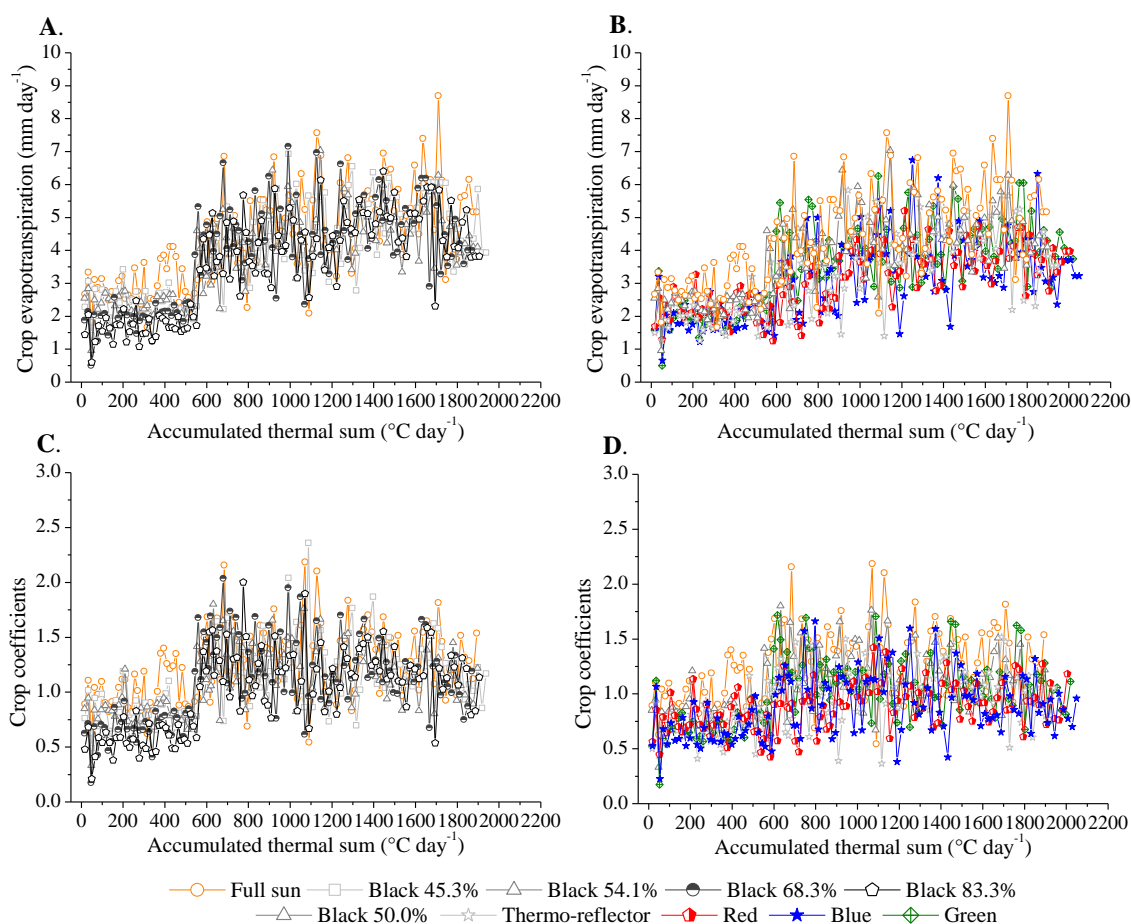 A.
Crop evapotranspiration (mm day-1)
10
9
8
7
6
5
4
3
2
1
0
0 200 400 600 800 1000 1200 1400 1600 1800 2000 2200
Accumulated thermal sum (°C day-1)
B.
Crop evapotranspiration (mm day-1)
10
9
8
7
6
5
4
3
2
1
0
0 200 400 600 800 1000 1200 1400 1600 1800 2000 2200
Accumulated thermal sum (°C day-1)
C.
Crop coefficients
3.0
2.5
2.0
1.5
1.0
0.5
0.0
0 200 400 600 800 1000 1200 1400 1600 1800 2000 2200
Accumulated thermal sum (°C day-1)
D.
Crop coefficients
3.0
2.5
2.0
1.5
1.0
0.5
0.0
0 200 400 600 800 1000 1200 1400 1600 1800 2000 2200
Accumulated thermal sum (°C day-1)
Full sun Black 45.3% Black 54.1% Black 68.3% Black 83.3%
Black 50.0% Thermo-reflector Red Blue Green